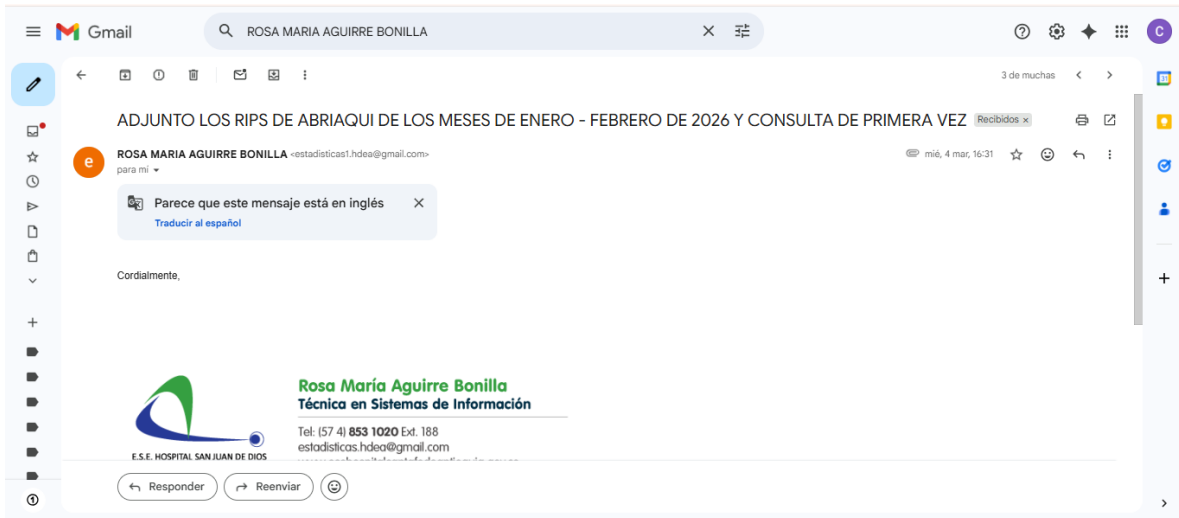 Gmail
ROSA MARIA AGUIRRE BONILLA
C
3 de muchas
31
ADJUNTO LOS RIPS DE ABRIAQUI DE LOS MESES DE ENERO - FEBRERO DE 2026 Y CONSULTA DE PRIMERA VEZ Recibidos ×
e
ROSA MARIA AGUIRRE BONILLA <estadisticas1.hdea@gmail.com>
mié, 4 mar, 16:31
para mí
Parece que este mensaje está en inglés
Traducir al español
Cordialmente,
Rosa María Aguirre Bonilla
Técnica en Sistemas de Información
Tel: (57 4) 853 1020 Ext. 188
estadisticas.hdea@gmail.com
E.S.E. HOSPITAL SAN JUAN DE DIOS
Responder
Reenviar
1